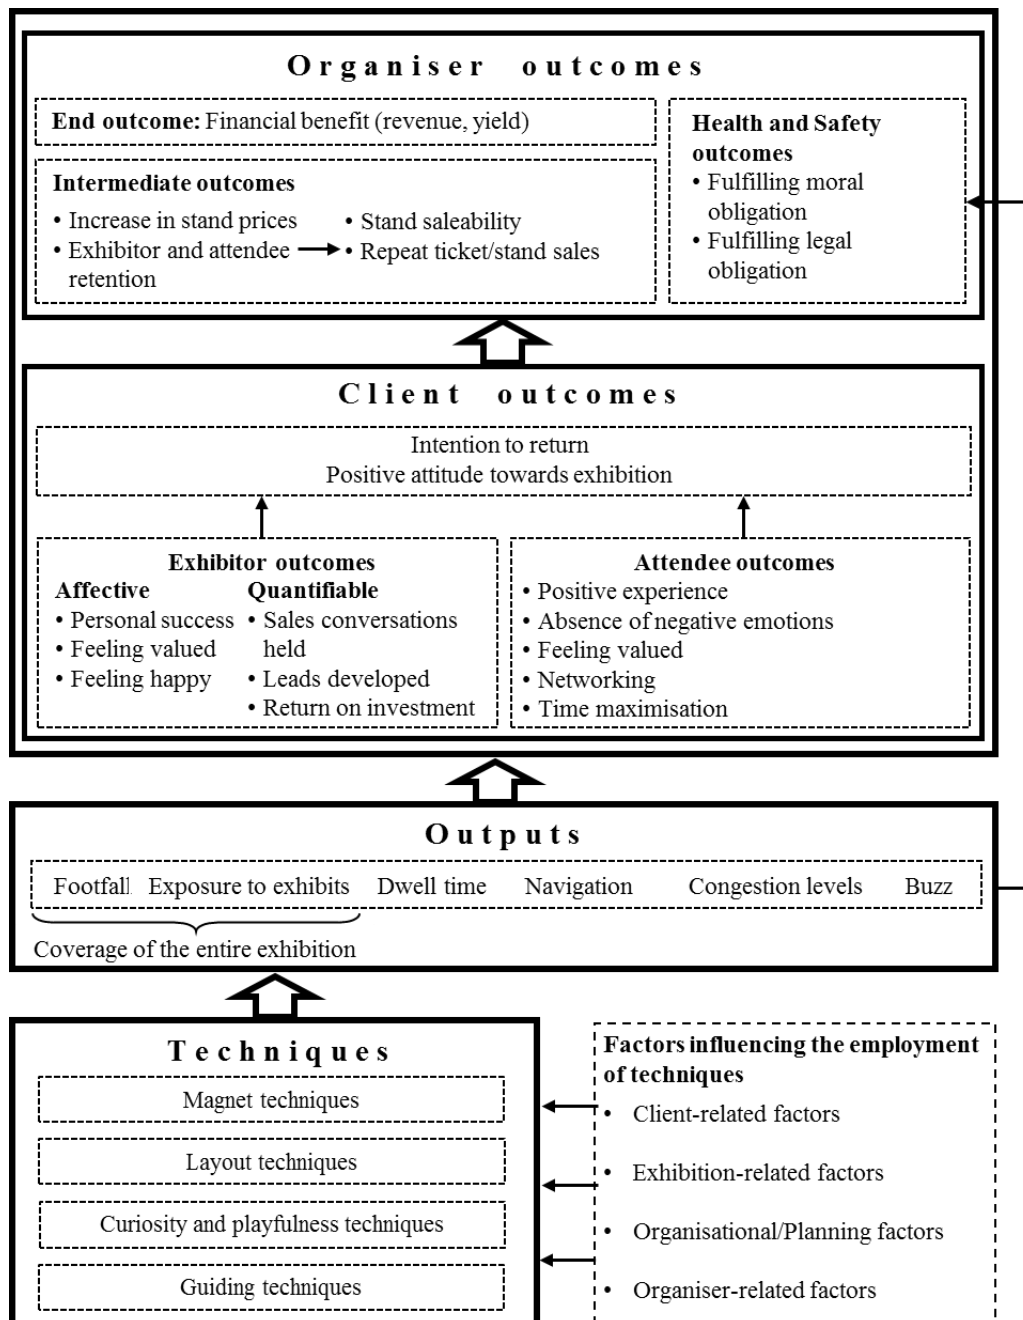 Organiser outcomes
End outcome: Financial benefit (revenue, yield)
Intermediate outcomes
• Increase in stand prices
• Exhibitor and attendee
retention
• Stand saleability
• Repeat ticket/stand sales
Health and Safety
outcomes
• Fulfilling moral
obligation
• Fulfilling legal
obligation
Client outcomes
Intention to return
Positive attitude towards exhibition
Exhibitor outcomes
Affective
• Personal success
• Feeling valued
• Feeling happy
Quantifiable
• Sales conversations
held
• Leads developed
• Return on investment
Attendee outcomes
• Positive experience
• Absence of negative emotions
• Feeling valued
• Networking
• Time maximisation
Outputs
Footfall Exposure to exhibits Dwell time Navigation Congestion levels Buzz
Coverage of the entire exhibition
Techniques
Magnet techniques
Layout techniques
Curiosity and playfulness techniques
Guiding techniques
Factors influencing the employment
of techniques
• Client-related factors
• Exhibition-related factors
• Organisational/Planning factors
• Organiser-related factors